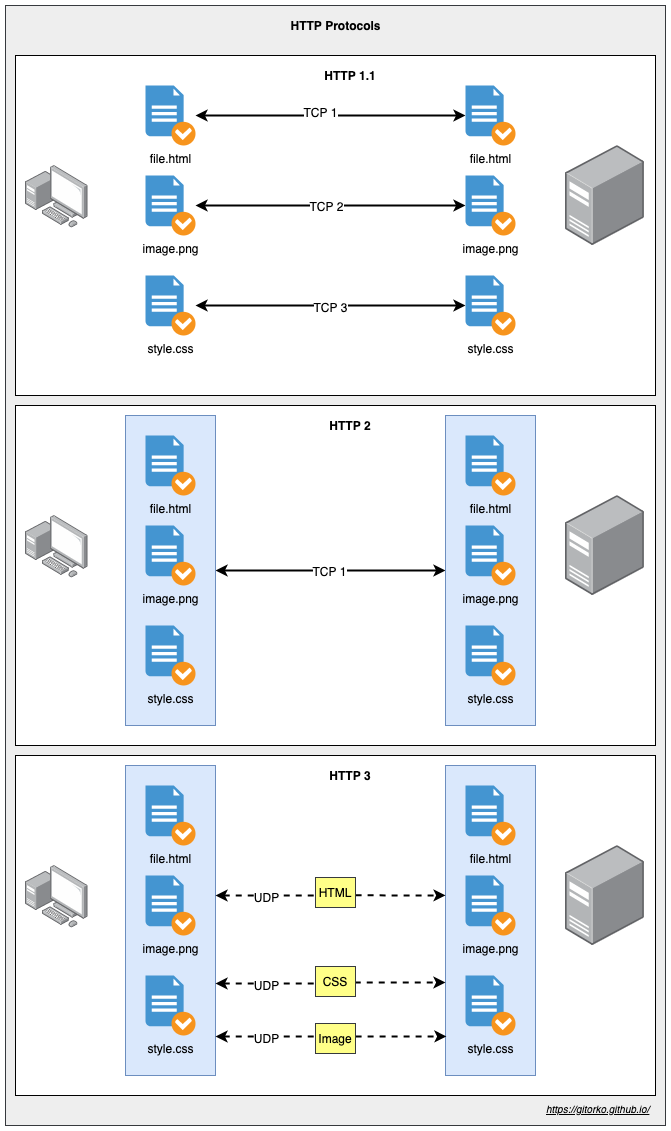 HTTP Protocols
HTTP 1.1
TCP 1
file.html
file.html
TCP 2
image.png
image.png
TCP 3
style.css
style.css
HTTP 2
file.html
file.html
TCP 1
image.png
image.png
style.css
style.css
HTTP 3
file.html
file.html
UDP
HTML
image.png
image.png
UDP
CSS
UDP
Image
style.css
style.css
https://gitorko.github.io/